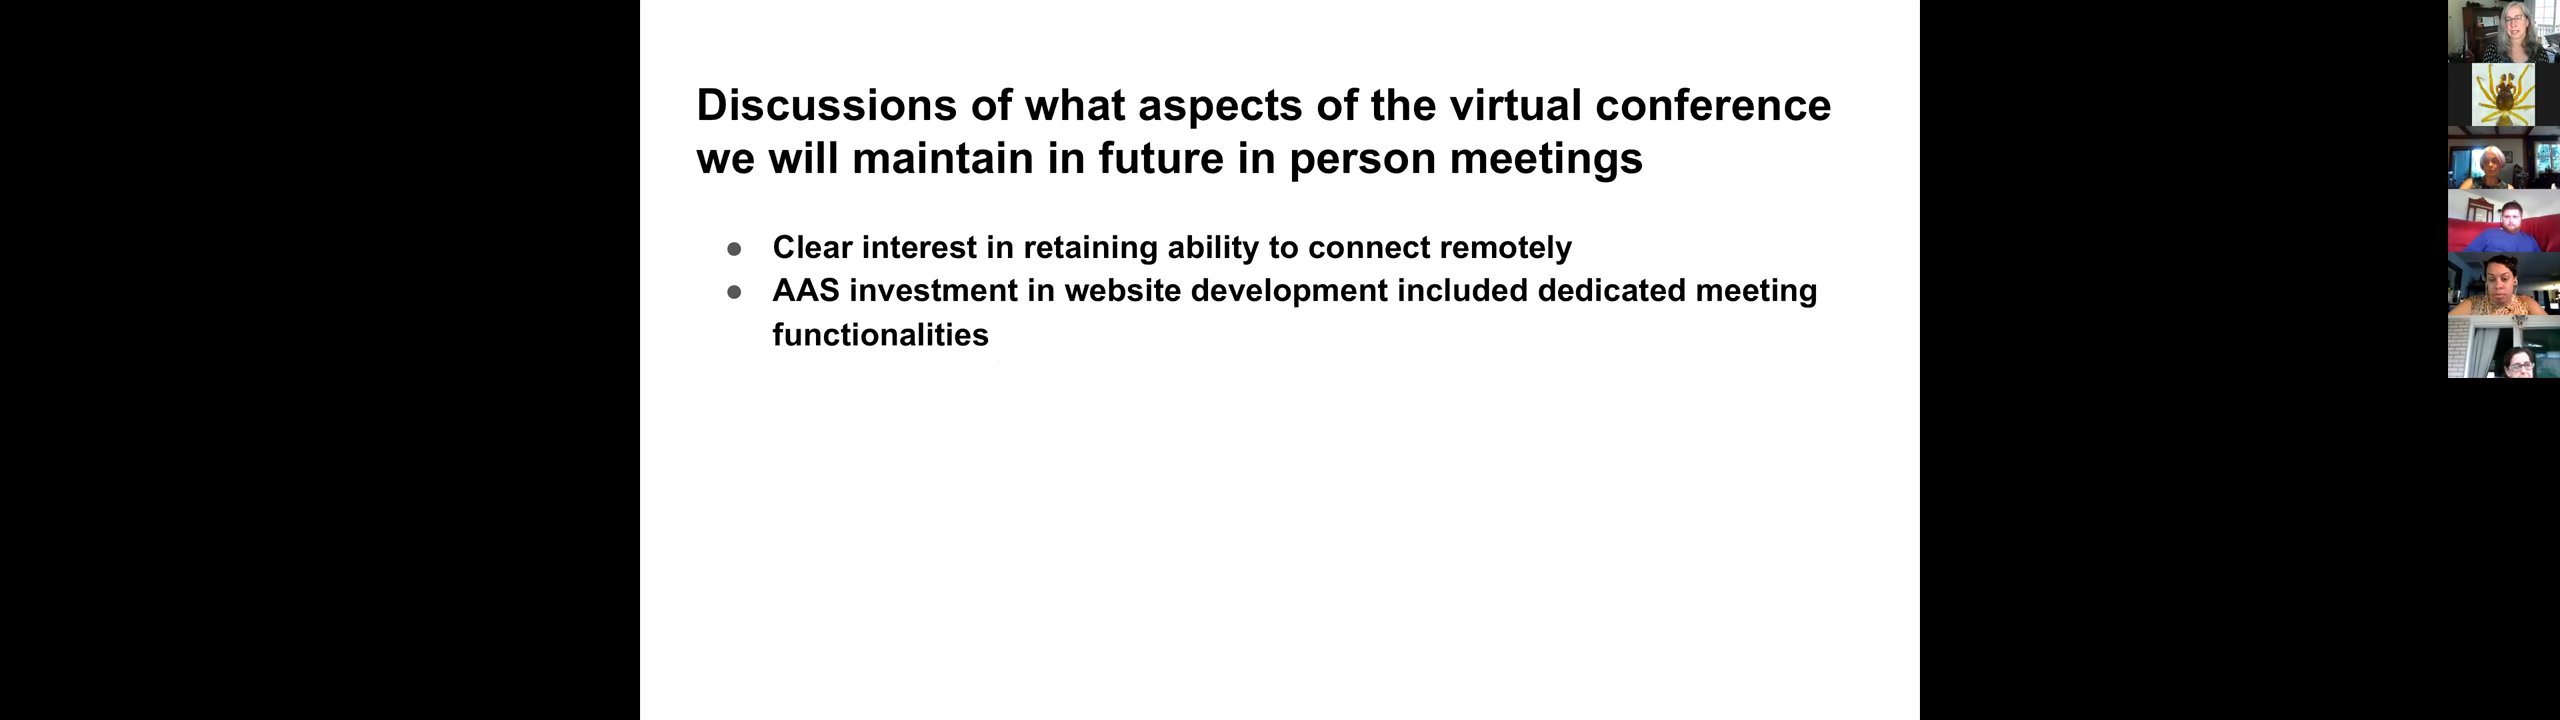 Discussions of what aspects of the virtual conference
we will maintain in future in person meetings
● Clear interest in retaining ability to connect remotely
● AAS investment in website development included dedicated meeting
functionalities